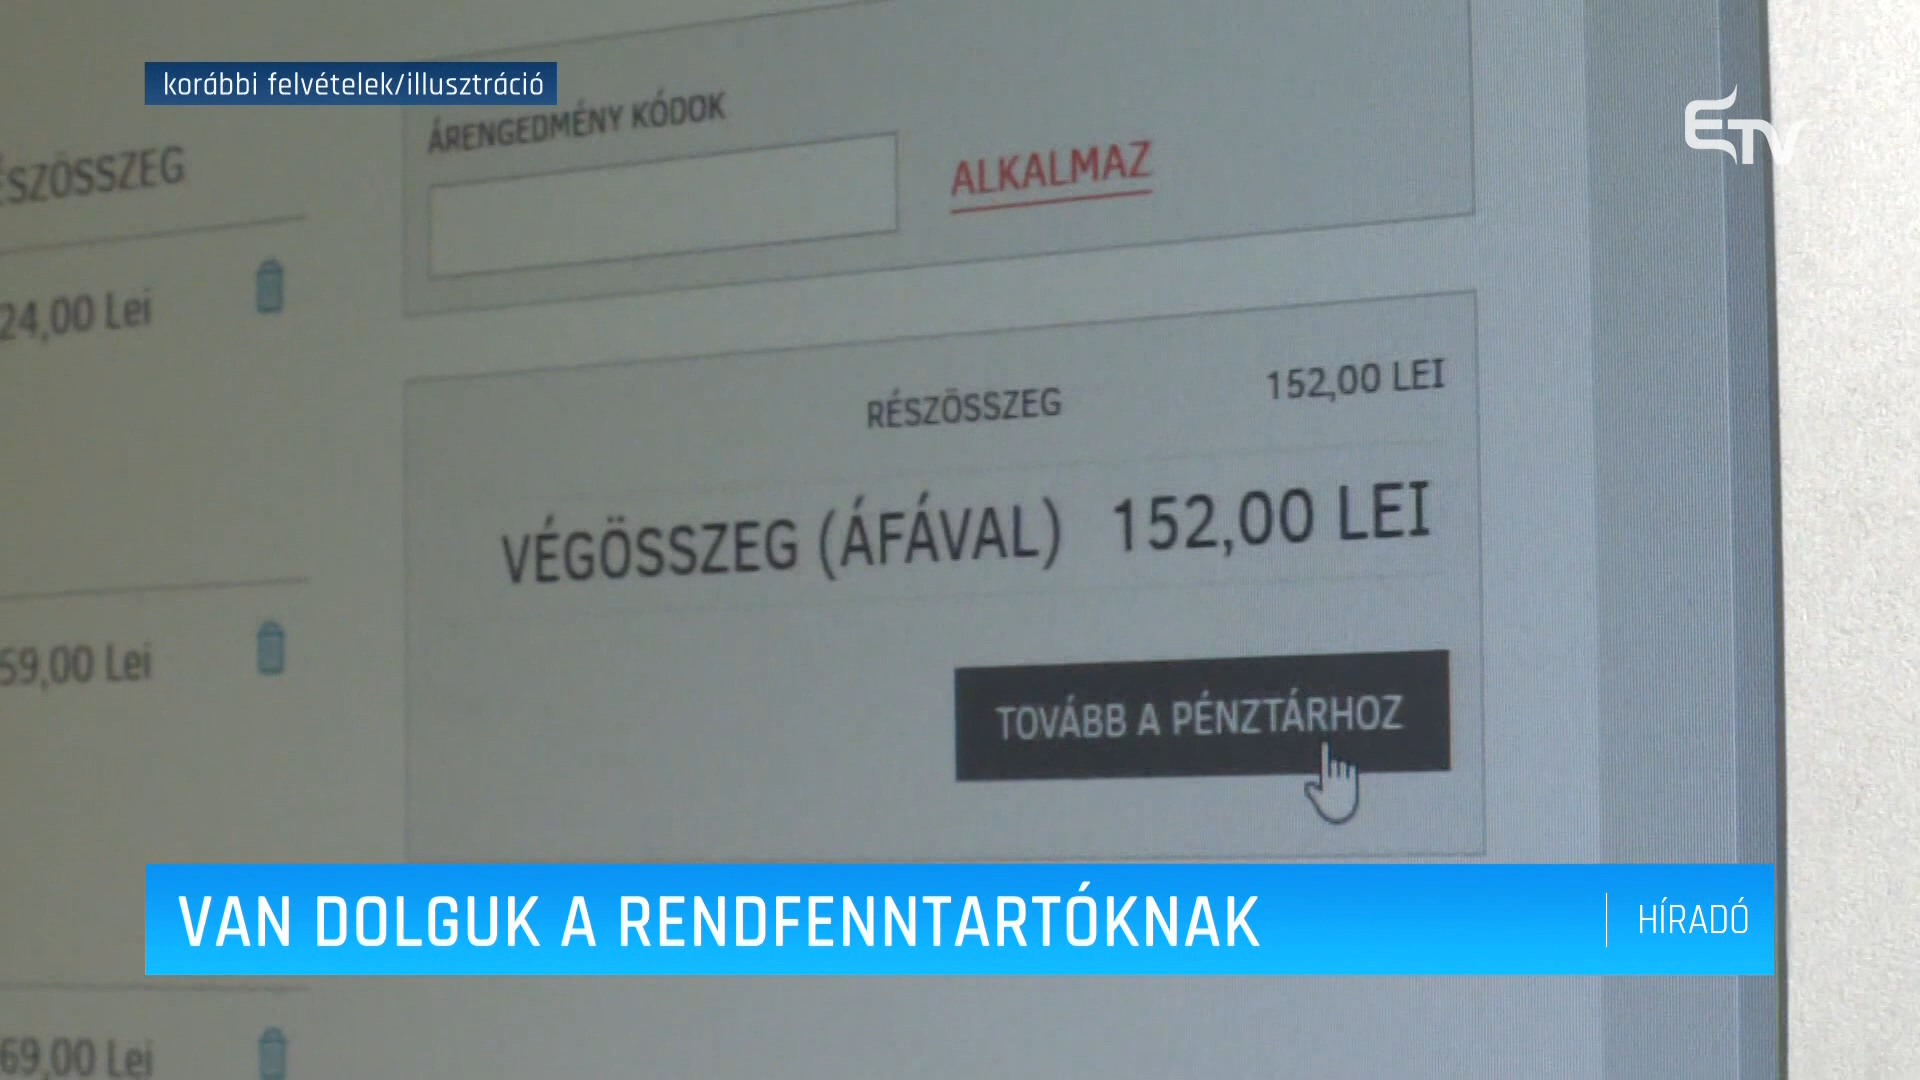 korábbi felvételek/illusztráció
ÉTV
ÁRENGEDMÉNY KÓDOK
ALKALMAZ
ÉSZÖSSZEG
24,00 Lei
59,00 Lei
69,00 Lei
RÉSZÖSSZEG 152,00 LEI
VÉGÖSSZEG (ÁFÁVAL) 152,00 LEI
TOVÁBB A PÉNZTÁRHOZ
VAN DOLGUK A RENDFENNTARTÓKNAK
HÍRADÓ